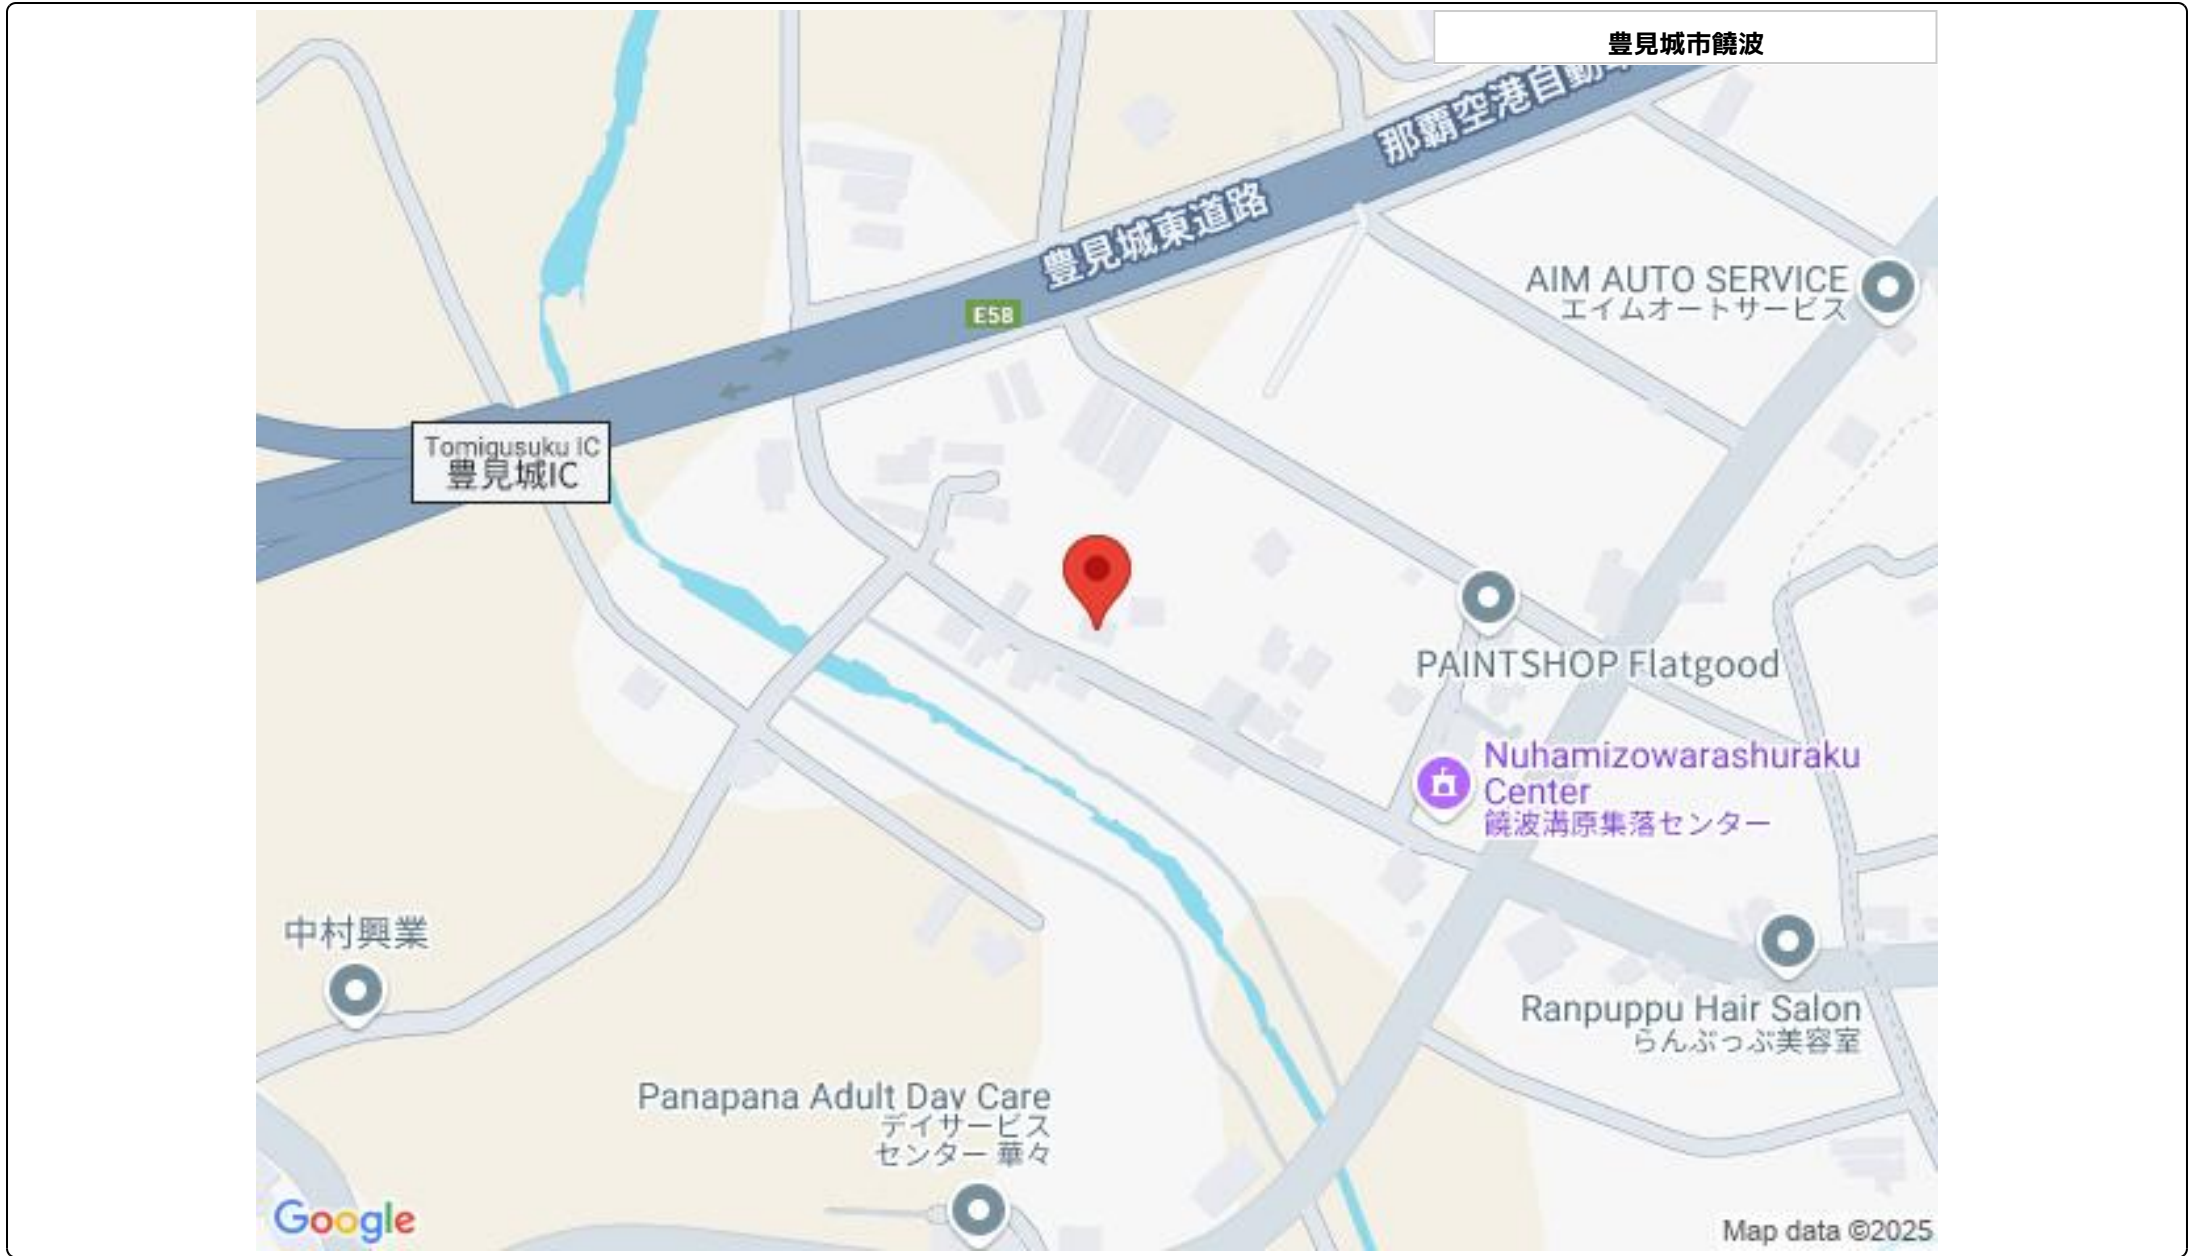 豊見城市饒波
那覇空港自動車
豊見城東道路
E58
AIM AUTO SERVICE
エイムオートサービス
Tomigusuku IC
豊見城IC
PAINTSHOP Flatgood
Nuhamizowarashuraku
Center
饒波溝原集落センター
中村興業
Ranpuppu Hair Salon
らんぷっぷ美容室
Panapana Adult Day Care
デイサービス
センター 華々
Google
Map data ©2025